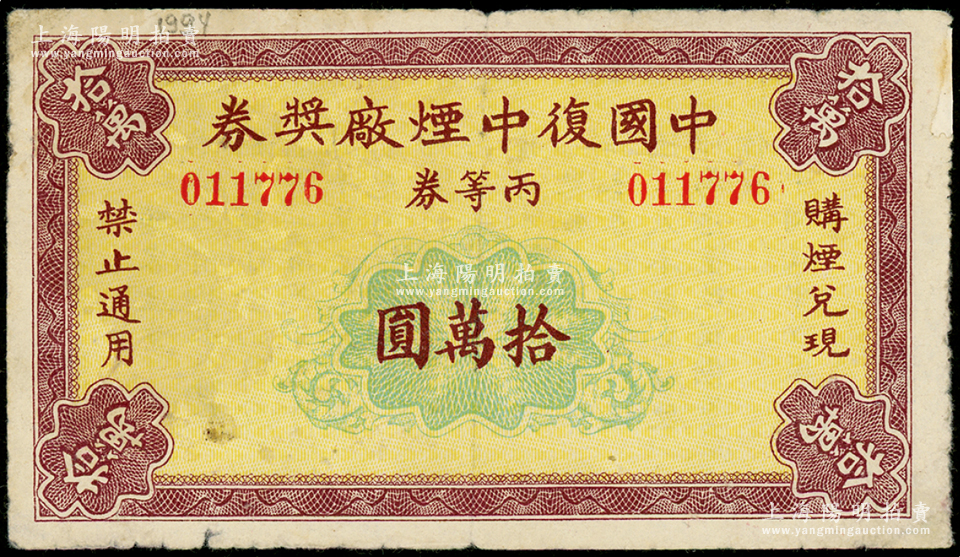 1994
上海陽明拍賣
www.yangmingauction.com
拾萬
拾萬
中國復中煙廠獎券
011776
丙等券
011776
購煙兌現
禁止通用
上海陽明拍賣
www.yangmingauction.com
拾萬圓
拾萬
拾萬
上海陽明拍賣
www.yangmingauction.com